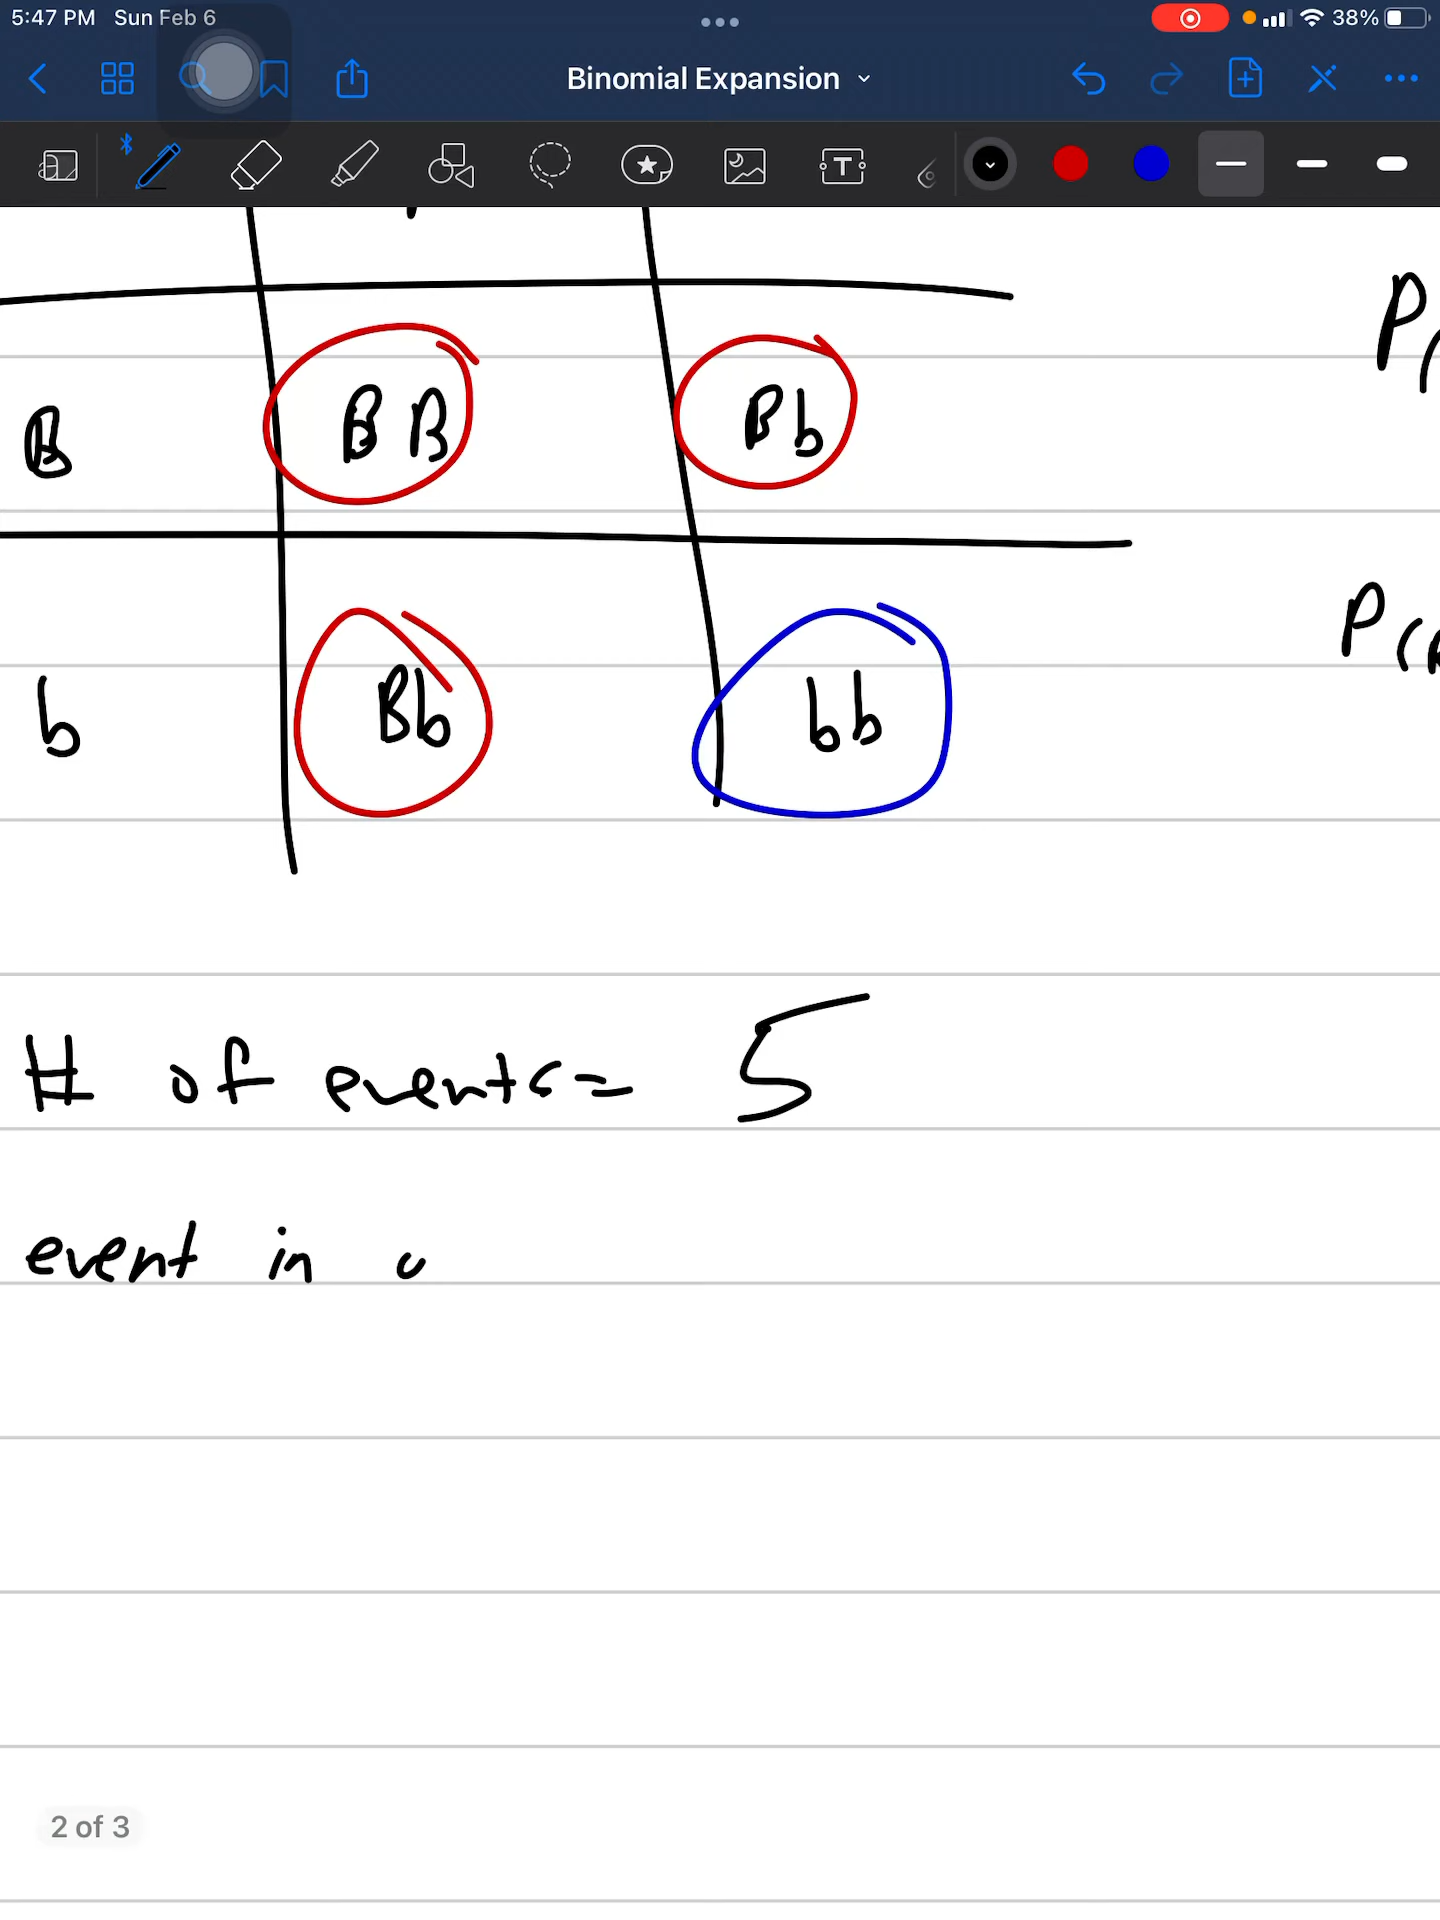 5:47 PM Sun Feb 6
38%
Binomial Expansion
T
P(
B BB Bb
P(
b Bb bb
# of events = 5
event in
2 of 3